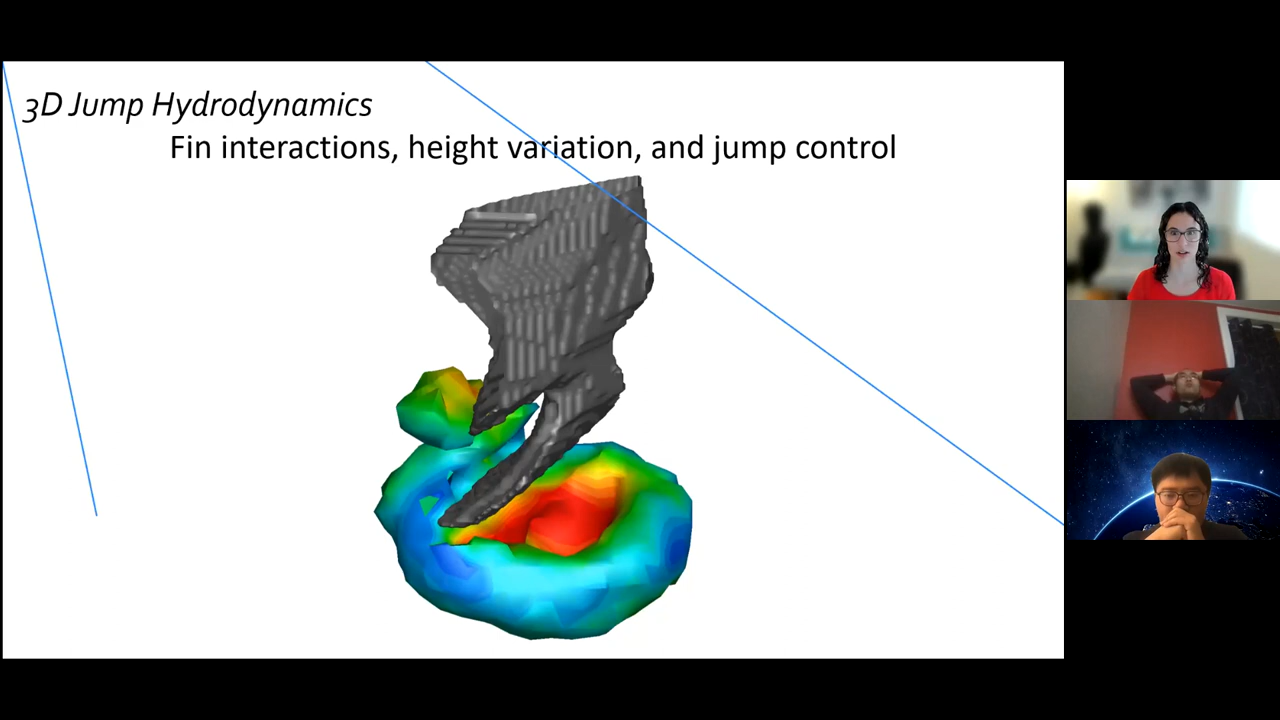 3D Jump Hydrodynamics
Fin interactions, height variation, and jump control